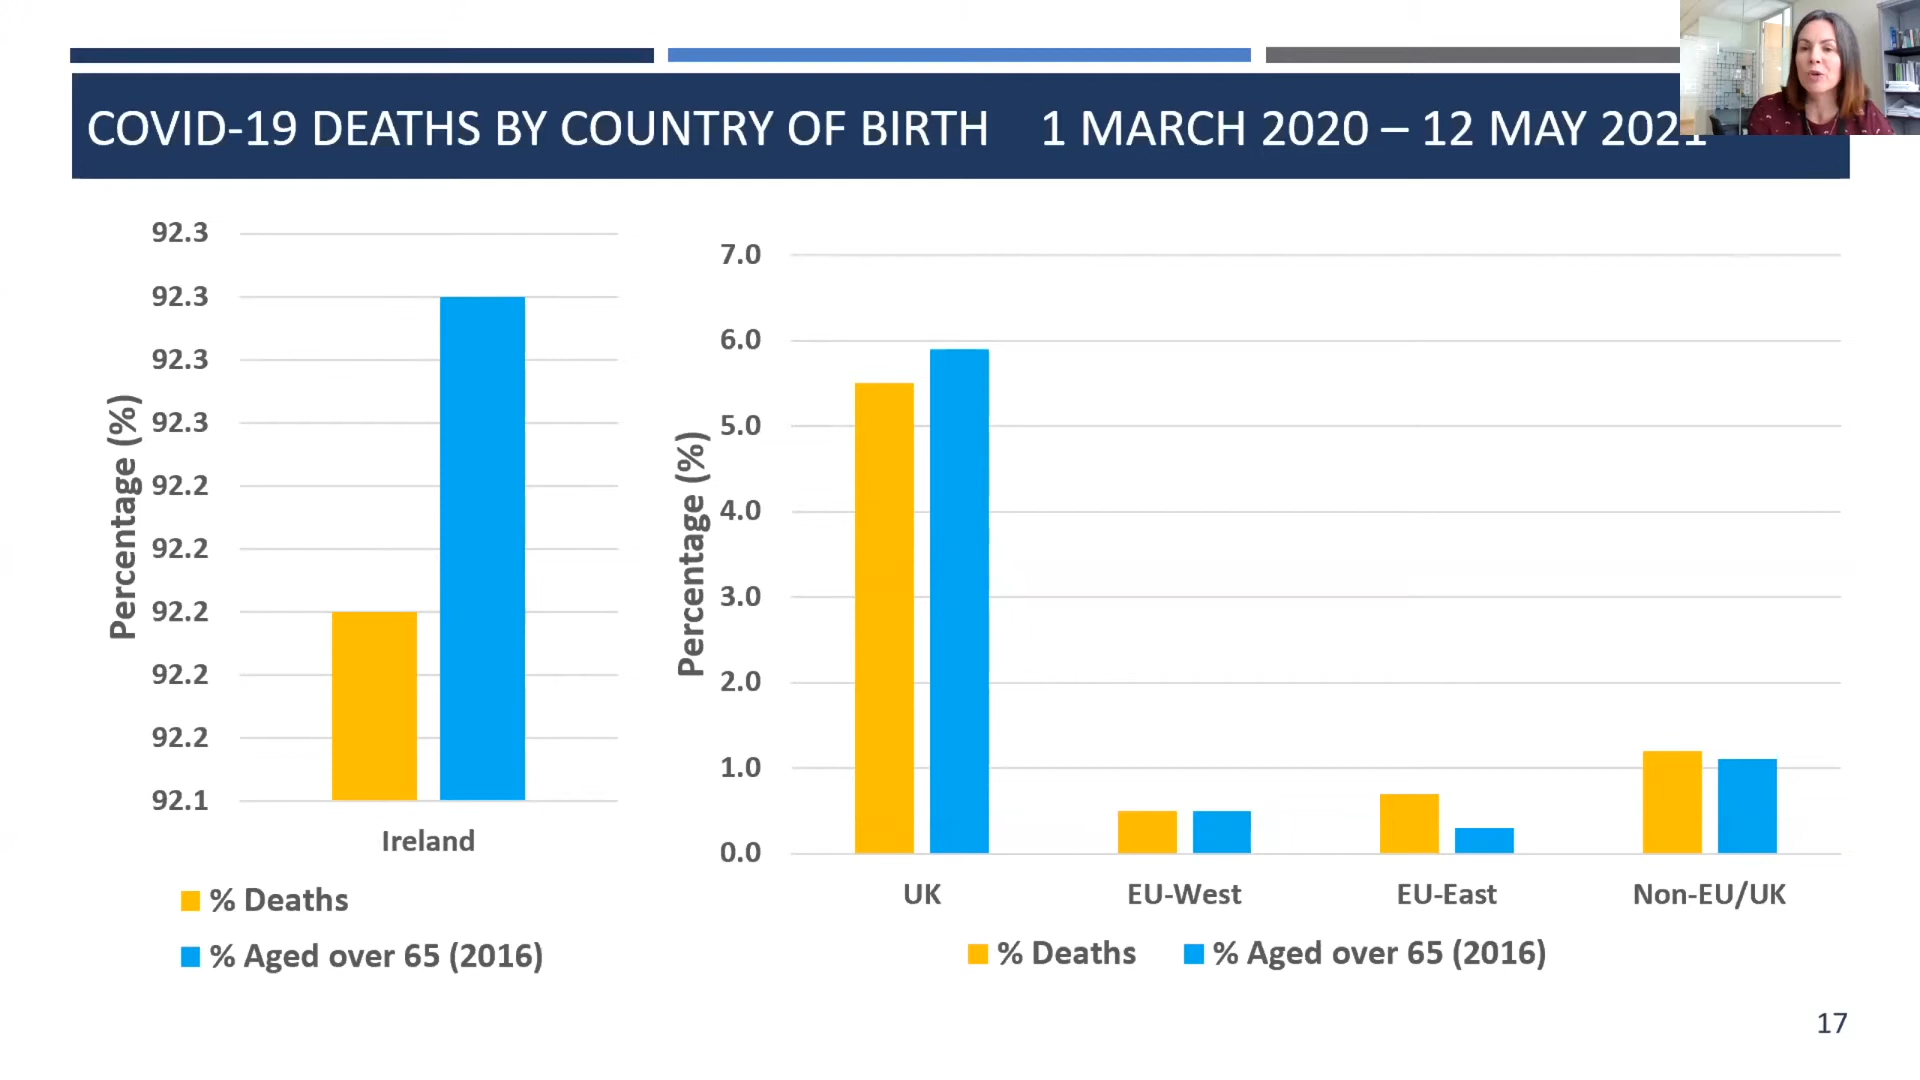 COVID-19 DEATHS BY COUNTRY OF BIRTH 1 MARCH 2020 – 12 MAY 2021
92.3
92.3
92.3
92.3
92.2
92.2
92.2
92.2
92.2
92.1
Percentage (%)
Ireland
% Deaths
% Aged over 65 (2016)
7.0
6.0
5.0
4.0
3.0
2.0
1.0
0.0
Percentage (%)
UK
EU-West
EU-East
Non-EU/UK
% Deaths
% Aged over 65 (2016)
17